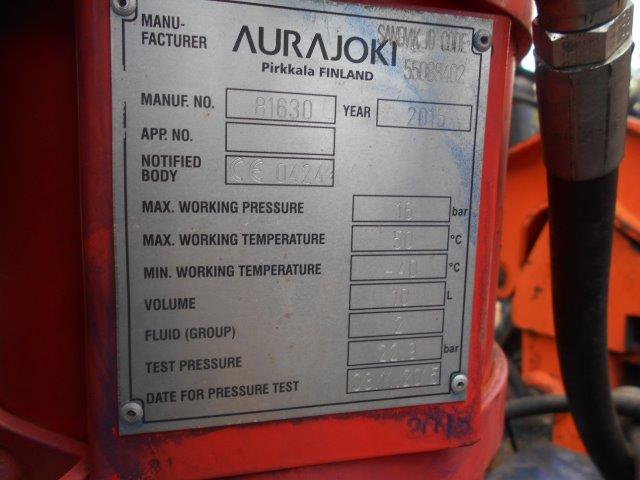 MANU-
FACTURER
AURAJOKI
Pirkkala FINLAND
SANDVIK ID CODE
55088402
MANUF. NO. 81630 YEAR 2015
APP. NO.
NOTIFIED
BODY CE 0424
MAX. WORKING PRESSURE 16 bar
MAX. WORKING TEMPERATURE 50 °C
MIN. WORKING TEMPERATURE °C
VOLUME 10 L
FLUID (GROUP) 2
TEST PRESSURE bar
DATE FOR PRESSURE TEST
2015